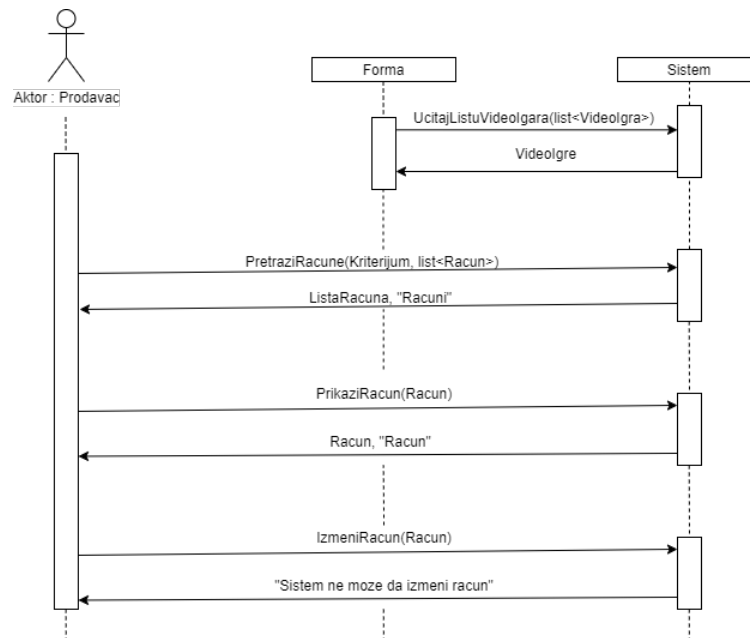 Forma
Sistem
Aktor : Prodavac
UcitajListuVideoIgara(list<VideoIgra>)
VideoIgre
PretraziRacune(Kriterijum, list<Racun>)
ListaRacuna, "Racuni"
PrikaziRacun(Racun)
Racun, "Racun"
IzmeniRacun(Racun)
"Sistem ne moze da izmeni racun"